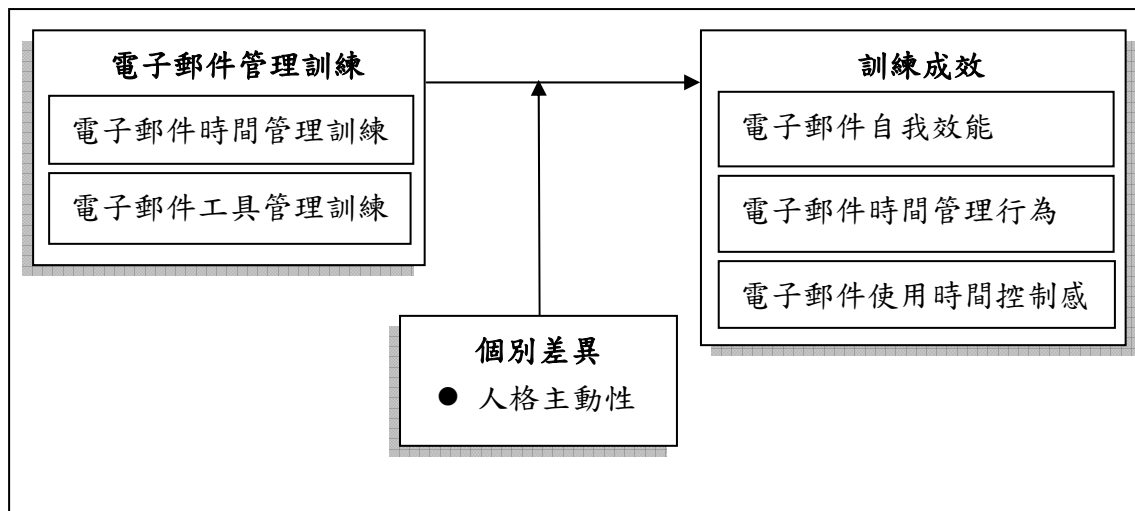 電子郵件管理訓練
電子郵件時間管理訓練
電子郵件工具管理訓練
訓練成效
電子郵件自我效能
電子郵件時間管理行為
電子郵件使用時間控制感
個別差異
● 人格主動性